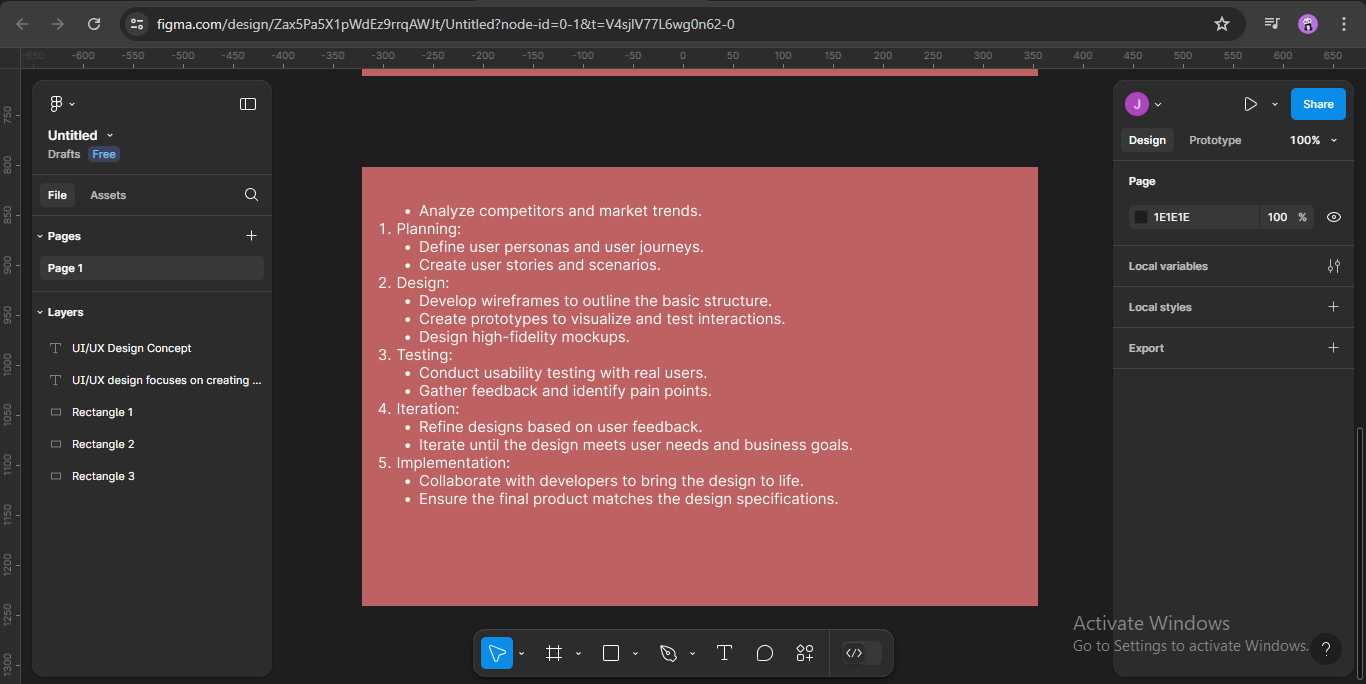 figma.com/design/Zax5Pa5X1pWdEz9rrqAWJt/Untitled?node-id=0-1&t=V4sjlV77L6wg0n62-0
-650 -600 -550 -500 -450 -400 -350 -300 -250 -200 -150 -100 -50 0 50 100 150 200 250 300 350 400 450 500 550 600 650
750
800
850
900
950
1000
1050
1100
1150
1200
1250
1300
Untitled
Drafts Free
File Assets
Pages
Page 1
Layers
UI/UX Design Concept
UI/UX design focuses on creating ...
Rectangle 1
Rectangle 2
Rectangle 3
• Analyze competitors and market trends.
1. Planning:
• Define user personas and user journeys.
• Create user stories and scenarios.
2. Design:
• Develop wireframes to outline the basic structure.
• Create prototypes to visualize and test interactions.
• Design high-fidelity mockups.
3. Testing:
• Conduct usability testing with real users.
• Gather feedback and identify pain points.
4. Iteration:
• Refine designs based on user feedback.
• Iterate until the design meets user needs and business goals.
5. Implementation:
• Collaborate with developers to bring the design to life.
• Ensure the final product matches the design specifications.
J
Share
Design Prototype 100%
Page
1E1E1E 100 %
Local variables
Local styles
Export
Activate Windows
Go to Settings to activate Windows.
?